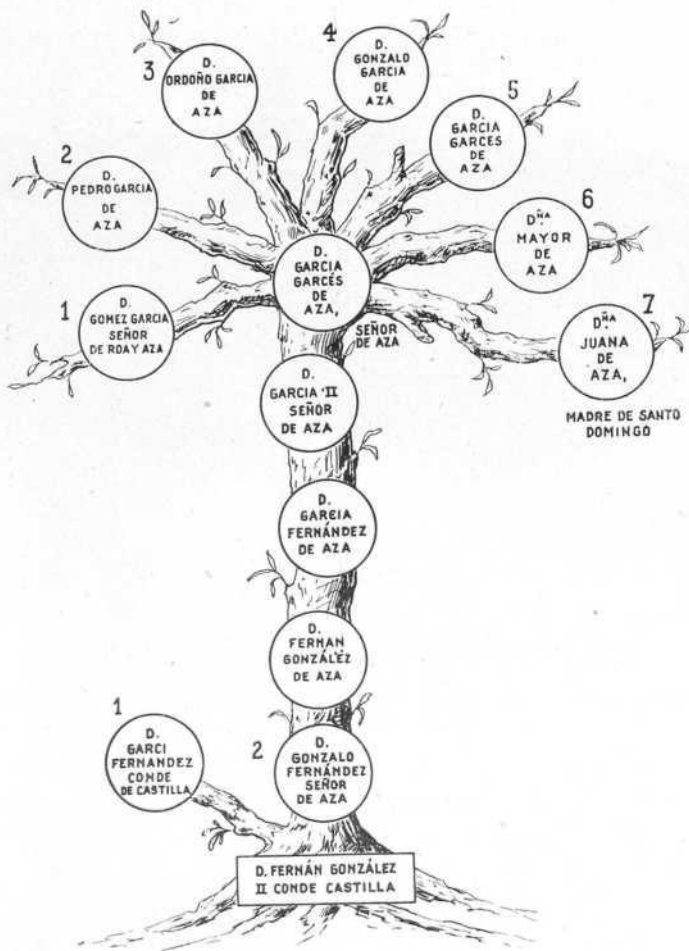 4
D.
GONZALO
GARCIA
DE
AZA
3
D.
ORDOÑO GARCIA
DE
AZA
5
D.
GARCIA
GARCES
DE
AZA
2
D.
PEDRO GARCIA
DE
AZA
6
DÑA.
MAYOR
DE
AZA
D.
GARCIA
GARCÉS
DE
AZA,
SEÑOR
DE AZA
1
D.
GOMEZ GARCIA
SEÑOR
DE ROA Y AZA
7
DÑA
JUANA
DE
AZA,
MADRE DE SANTO
DOMINGO
D.
GARCIA II
SEÑOR
DE AZA
D.
GARCIA
FERNÁNDEZ
DE AZA
D.
FERNAN
GONZÁLEZ
DE AZA
1
D.
GARCI
FERNANDEZ
CONDE
DE CASTILLA
2
D.
GONZALO
FERNÁNDEZ
SEÑOR
DE AZA
D. FERNÁN GONZÁLEZ
II CONDE CASTILLA